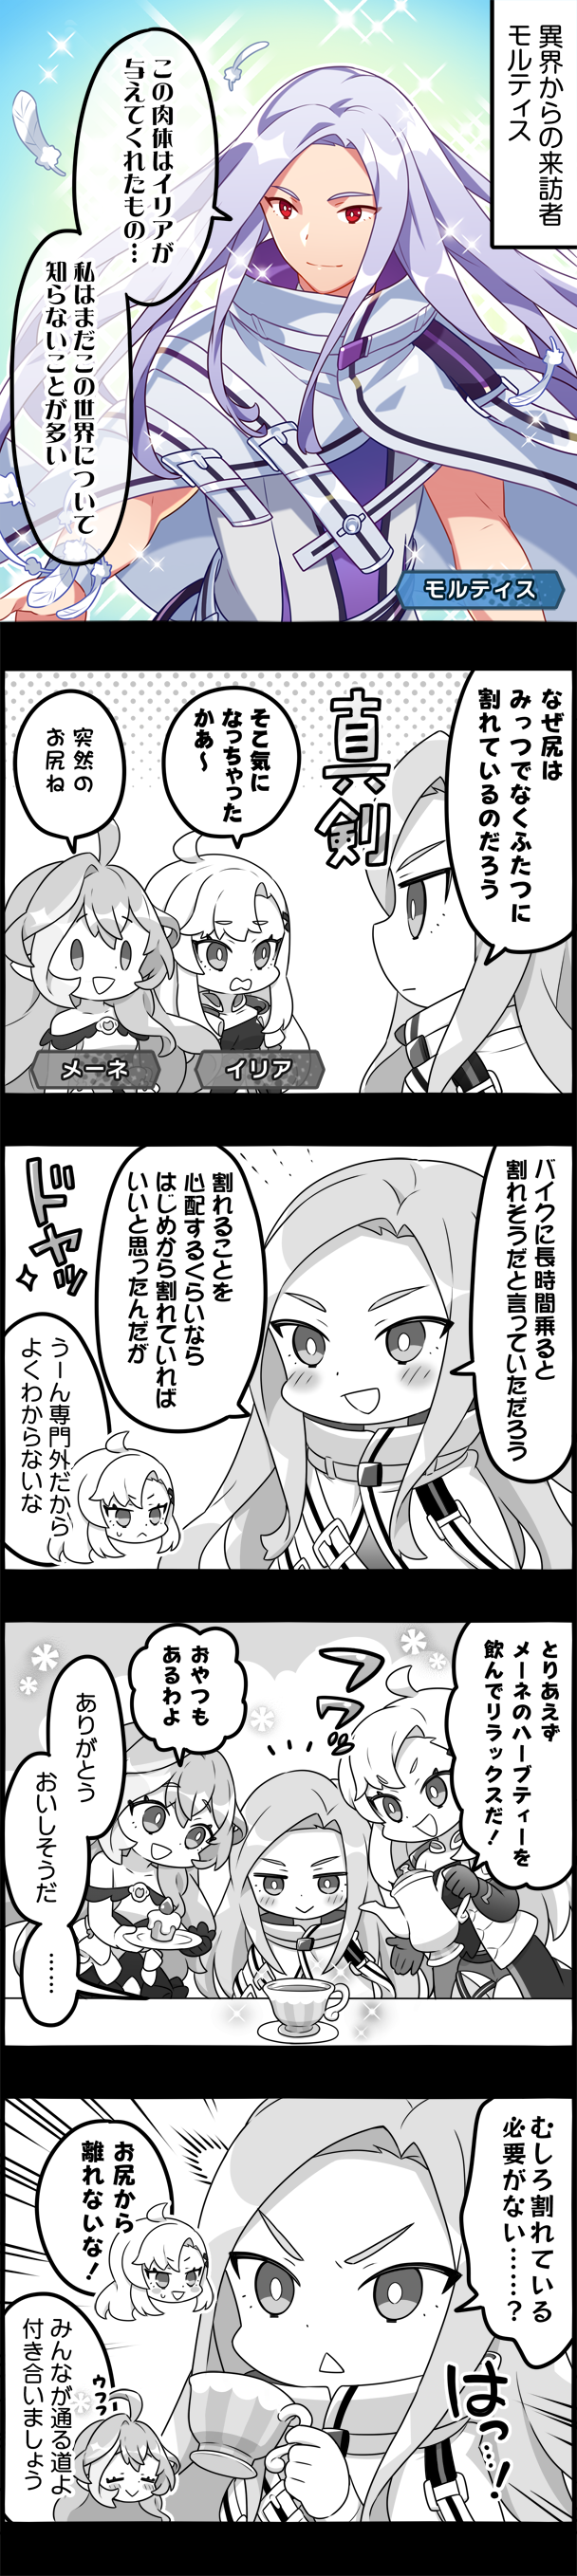 異界からの来訪者
モルティス
この肉体はイリアが
与えてくれたもの…
私はまだこの世界について
知らないことが多い
モルティス
なぜ尻は
みっつでなくふたつに
割れているのだろう
真剣
そこ気に
なっちゃった
かぁ〜
突然の
お尻ね
イリア
メーネ
バイクに長時間乗ると
割れそうだと言っていただろう
割れることを
心配するくらいなら
はじめから割れていれば
いいと思ったんだが
ドヤッ
うーん専門外だから
よくわからないな
とりあえず
メーネのハーブティーを
飲んでリラックスだ！
おやつも
あるわよ
ありがとう
おいしそうだ
……
むしろ割れている
必要がない……？
はっ…！
お尻から
離れないな！
ウフフ
みんなが通る道よ
付き合いましょう